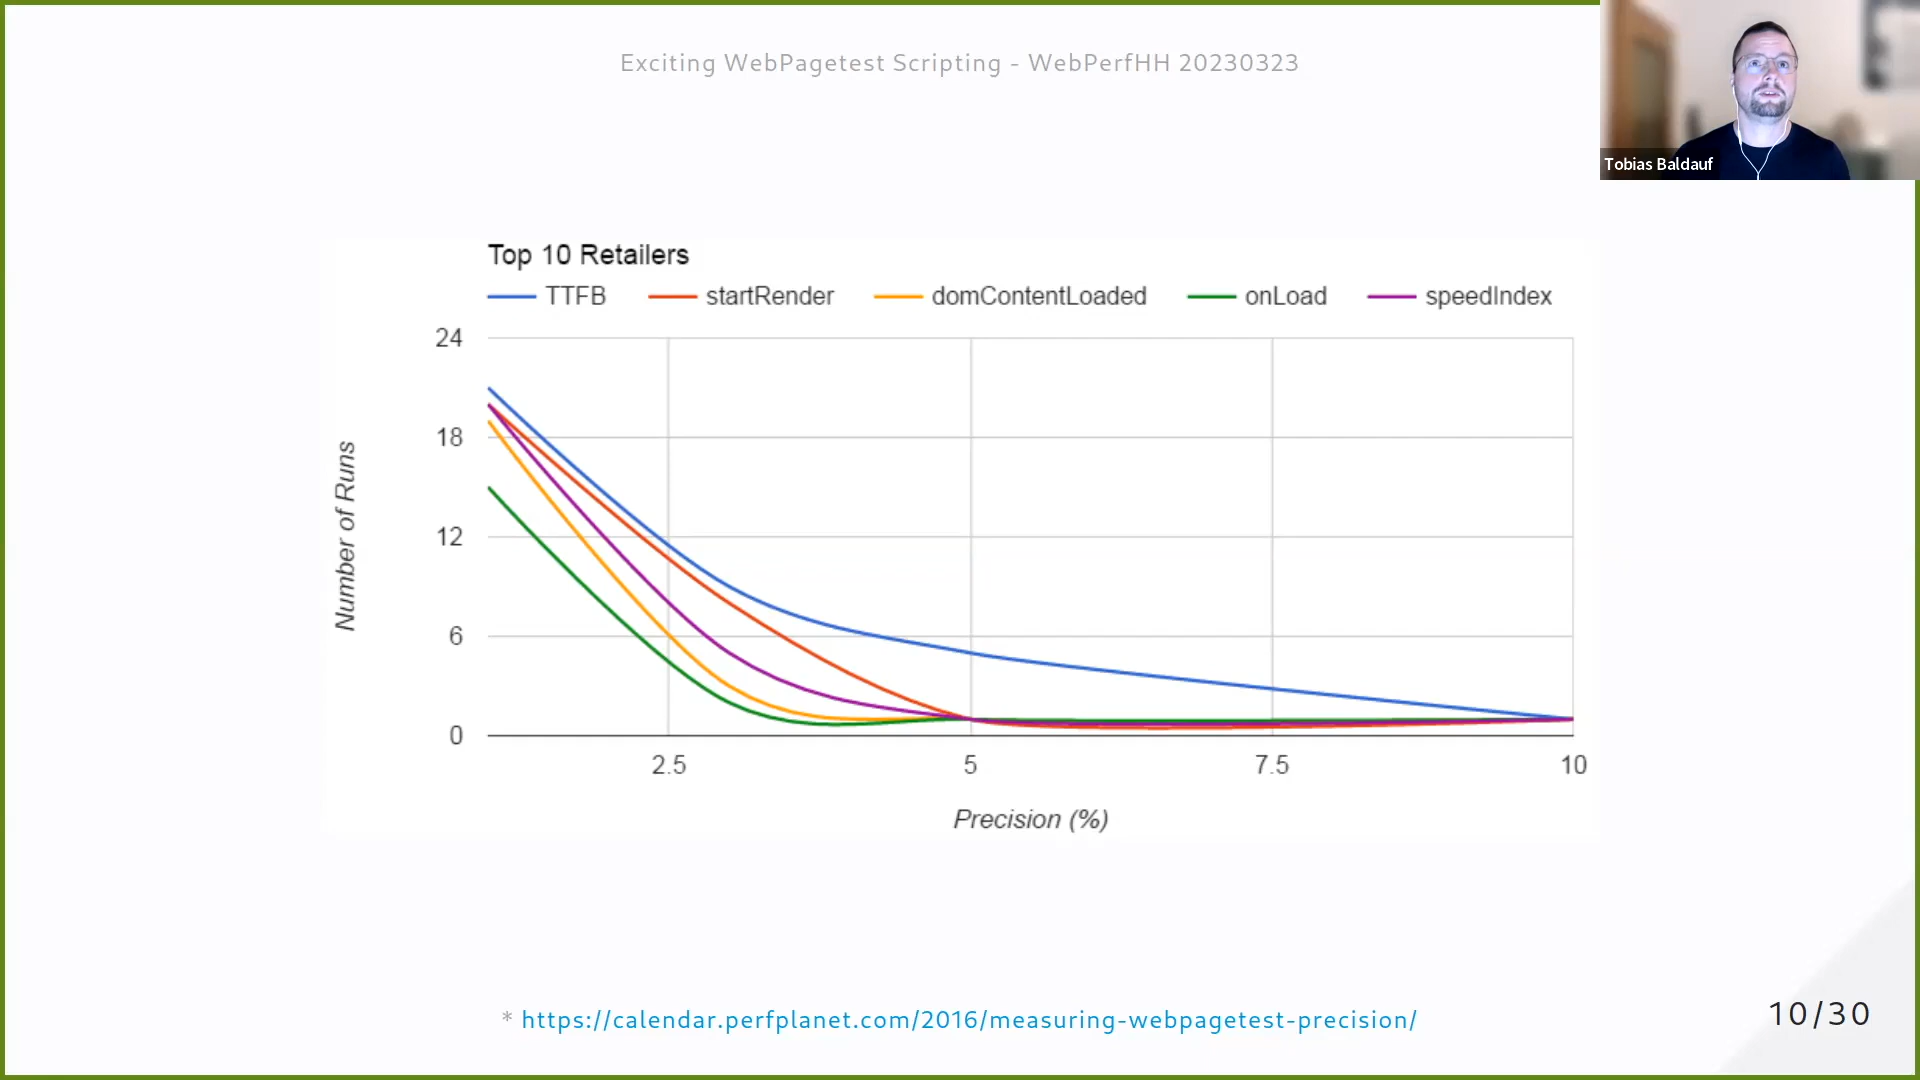 Exciting WebPagetest Scripting - WebPerfHH 20230323
Tobias Baldauf
Top 10 Retailers
TTFB startRender domContentLoaded onLoad speedIndex
24
18
12
6
0
Number of Runs
2.5 5 7.5 10
Precision (%)
* https://calendar.perfplanet.com/2016/measuring-webpagetest-precision/
10/30